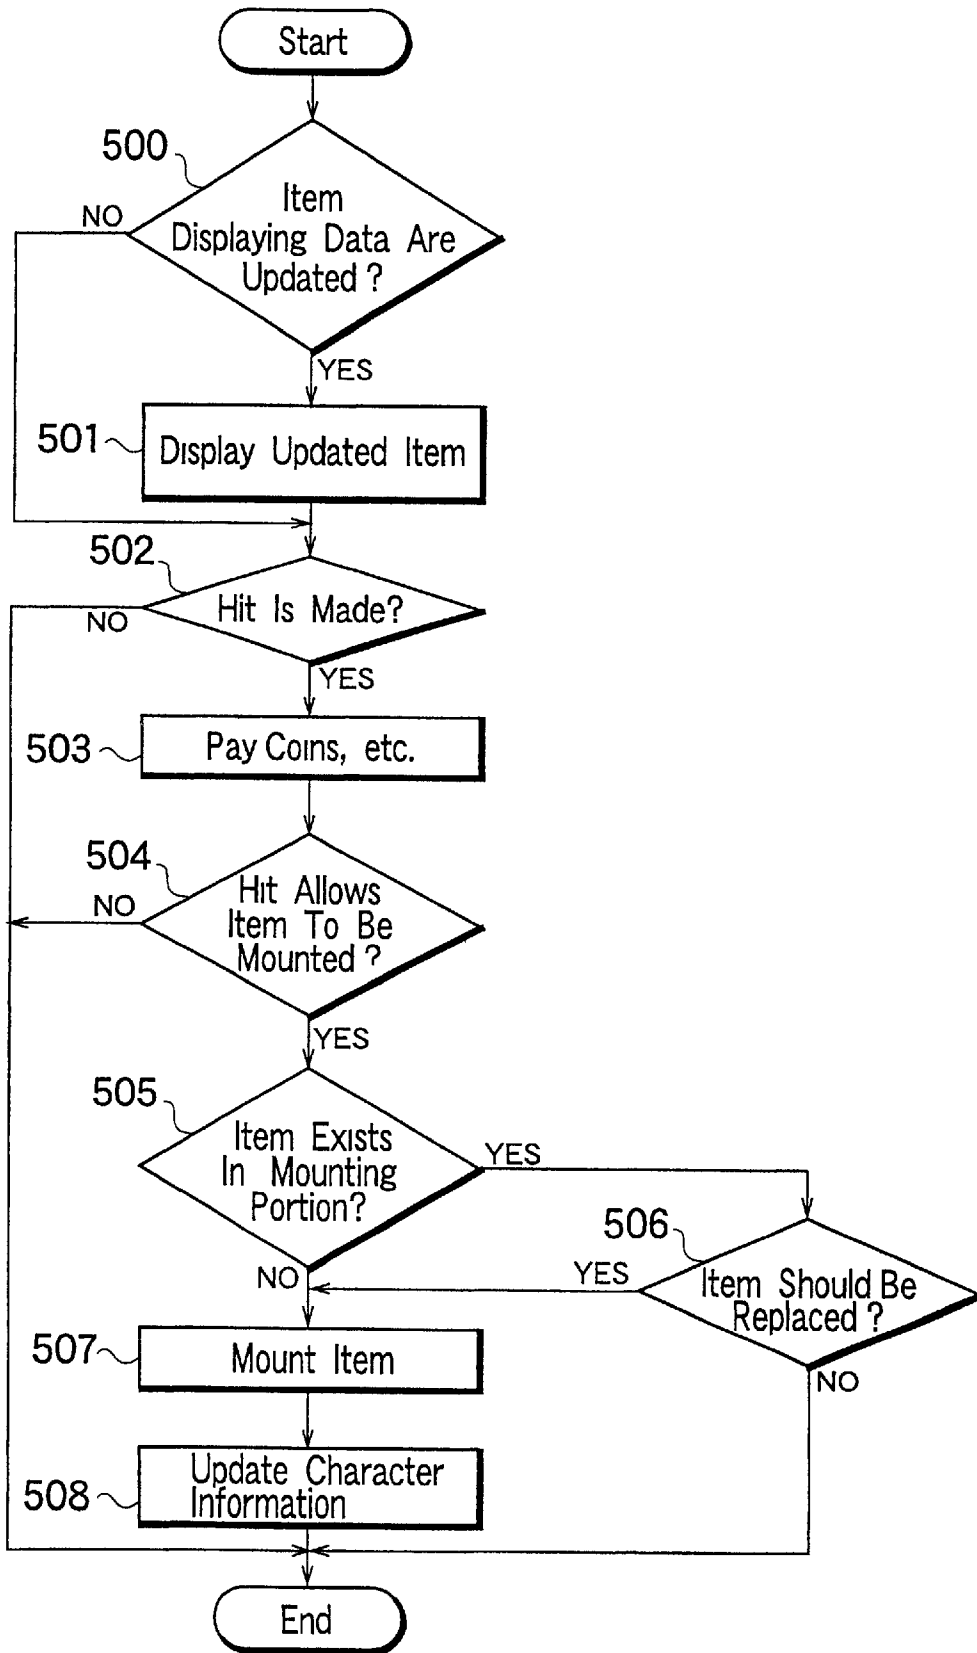 Start
500
Item
Displaying Data Are
Updated ?
NO
YES
501
Display Updated Item
502
Hit Is Made?
NO
YES
503
Pay Coins, etc.
504
Hit Allows
Item To Be
Mounted ?
NO
YES
505
Item Exists
In Mounting
Portion?
YES
NO
506
Item Should Be
Replaced ?
YES
NO
507
Mount Item
508
Update Character
Information
End